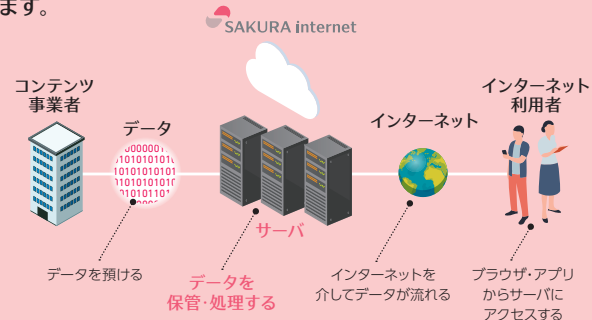 ます。
SAKURA internet
コンテンツ
事業者
データ
0000001
10101010101
10101010101
10101010101
サーバ
インターネット
インターネット
利用者
データを預ける
データを
保管・処理する
インターネットを
介してデータが流れる
ブラウザ・アプリ
からサーバに
アクセスする